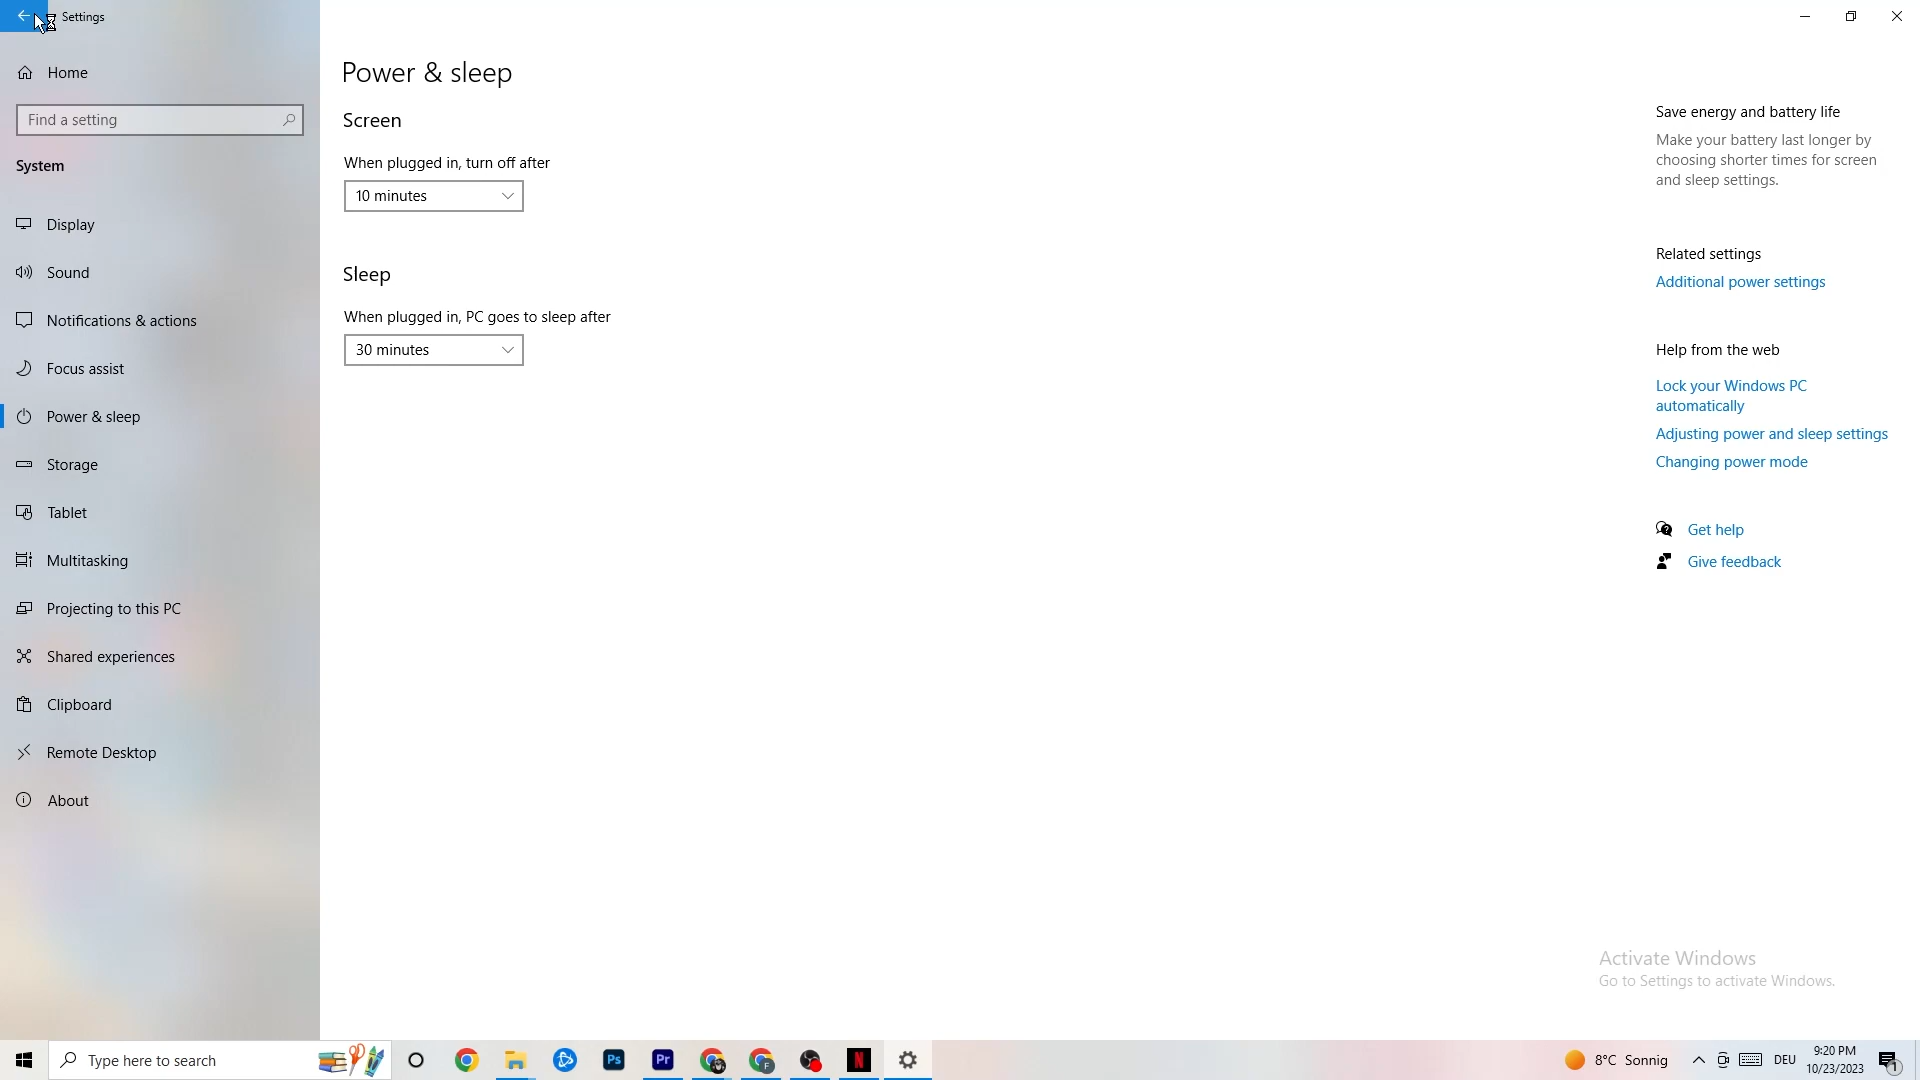 Settings
Home
Find a setting
System
Display
Sound
Notifications & actions
Focus assist
Power & sleep
Storage
Tablet
Multitasking
Projecting to this PC
Shared experiences
Clipboard
Remote Desktop
About
Power & sleep
Screen
When plugged in, turn off after
10 minutes
Sleep
When plugged in, PC goes to sleep after
30 minutes
Save energy and battery life
Make your battery last longer by
choosing shorter times for screen
and sleep settings.
Related settings
Additional power settings
Help from the web
Lock your Windows PC
automatically
Adjusting power and sleep settings
Changing power mode
Get help
Give feedback
Activate Windows
Go to Settings to activate Windows.
Type here to search
Ps
Pr
F
N
8°C Sonnig
DEU
9:20 PM
10/23/2023
1